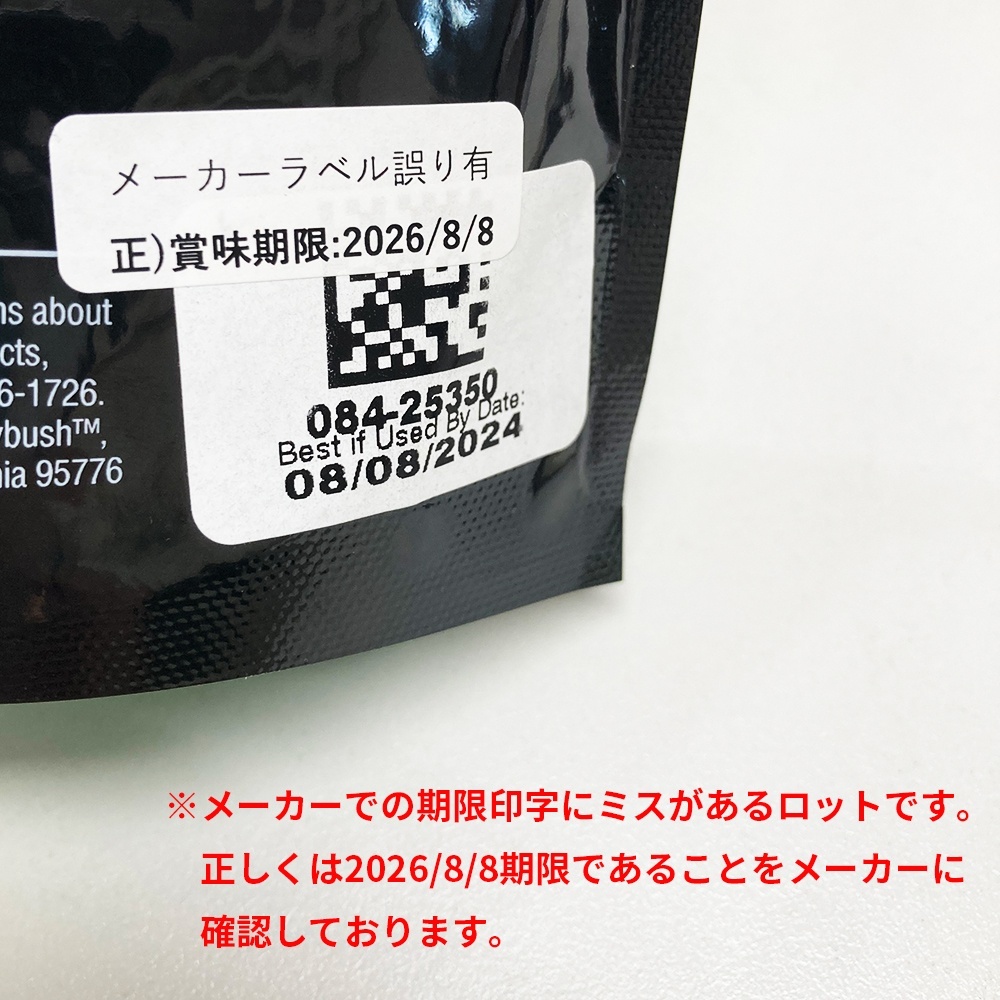 メーカーラベル誤り有
正)賞味期限:2026/8/8
ns about
cts,
6-1726.
ybush™,
nia 95776
084-25350
Best if Used By Date:
08/08/2024
※メーカーでの期限印字にミスがあるロットです。
正しくは2026/8/8期限であることをメーカーに
確認しております。